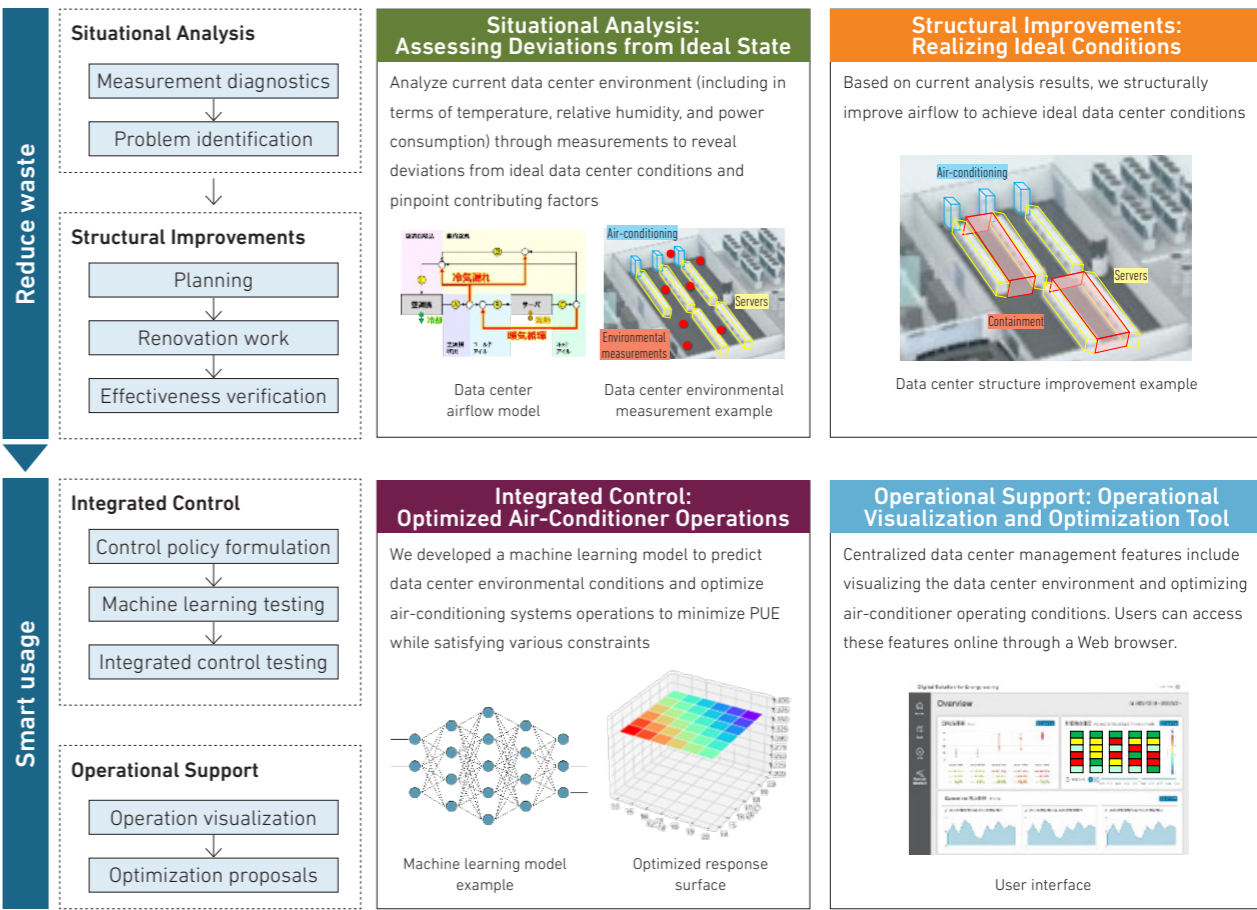 Reduce waste
Situational Analysis
Measurement diagnostics
Problem identification
Structural Improvements
Planning
Renovation work
Effectiveness verification
Situational Analysis:
Assessing Deviations from Ideal State
Analyze current data center environment (including in
terms of temperature, relative humidity, and power
consumption) through measurements to reveal
deviations from ideal data center conditions and
pinpoint contributing factors
冷気漏れ
空調機
サーバ
冷却
暖気循環
Data center
airflow model
Air-conditioning
Servers
Environmental
measurements
Data center environmental
measurement example
Structural Improvements:
Realizing Ideal Conditions
Based on current analysis results, we structurally
improve airflow to achieve ideal data center conditions
Air-conditioning
Servers
Containment
Data center structure improvement example
Smart usage
Integrated Control
Control policy formulation
Machine learning testing
Integrated control testing
Operational Support
Operation visualization
Optimization proposals
Integrated Control:
Optimized Air-Conditioner Operations
We developed a machine learning model to predict
data center environmental conditions and optimize
air-conditioning systems operations to minimize PUE
while satisfying various constraints
Machine learning model
example
Optimized response
surface
Operational Support: Operational
Visualization and Optimization Tool
Centralized data center management features include
visualizing the data center environment and optimizing
air-conditioner operating conditions. Users can access
these features online through a Web browser.
Overview
User interface